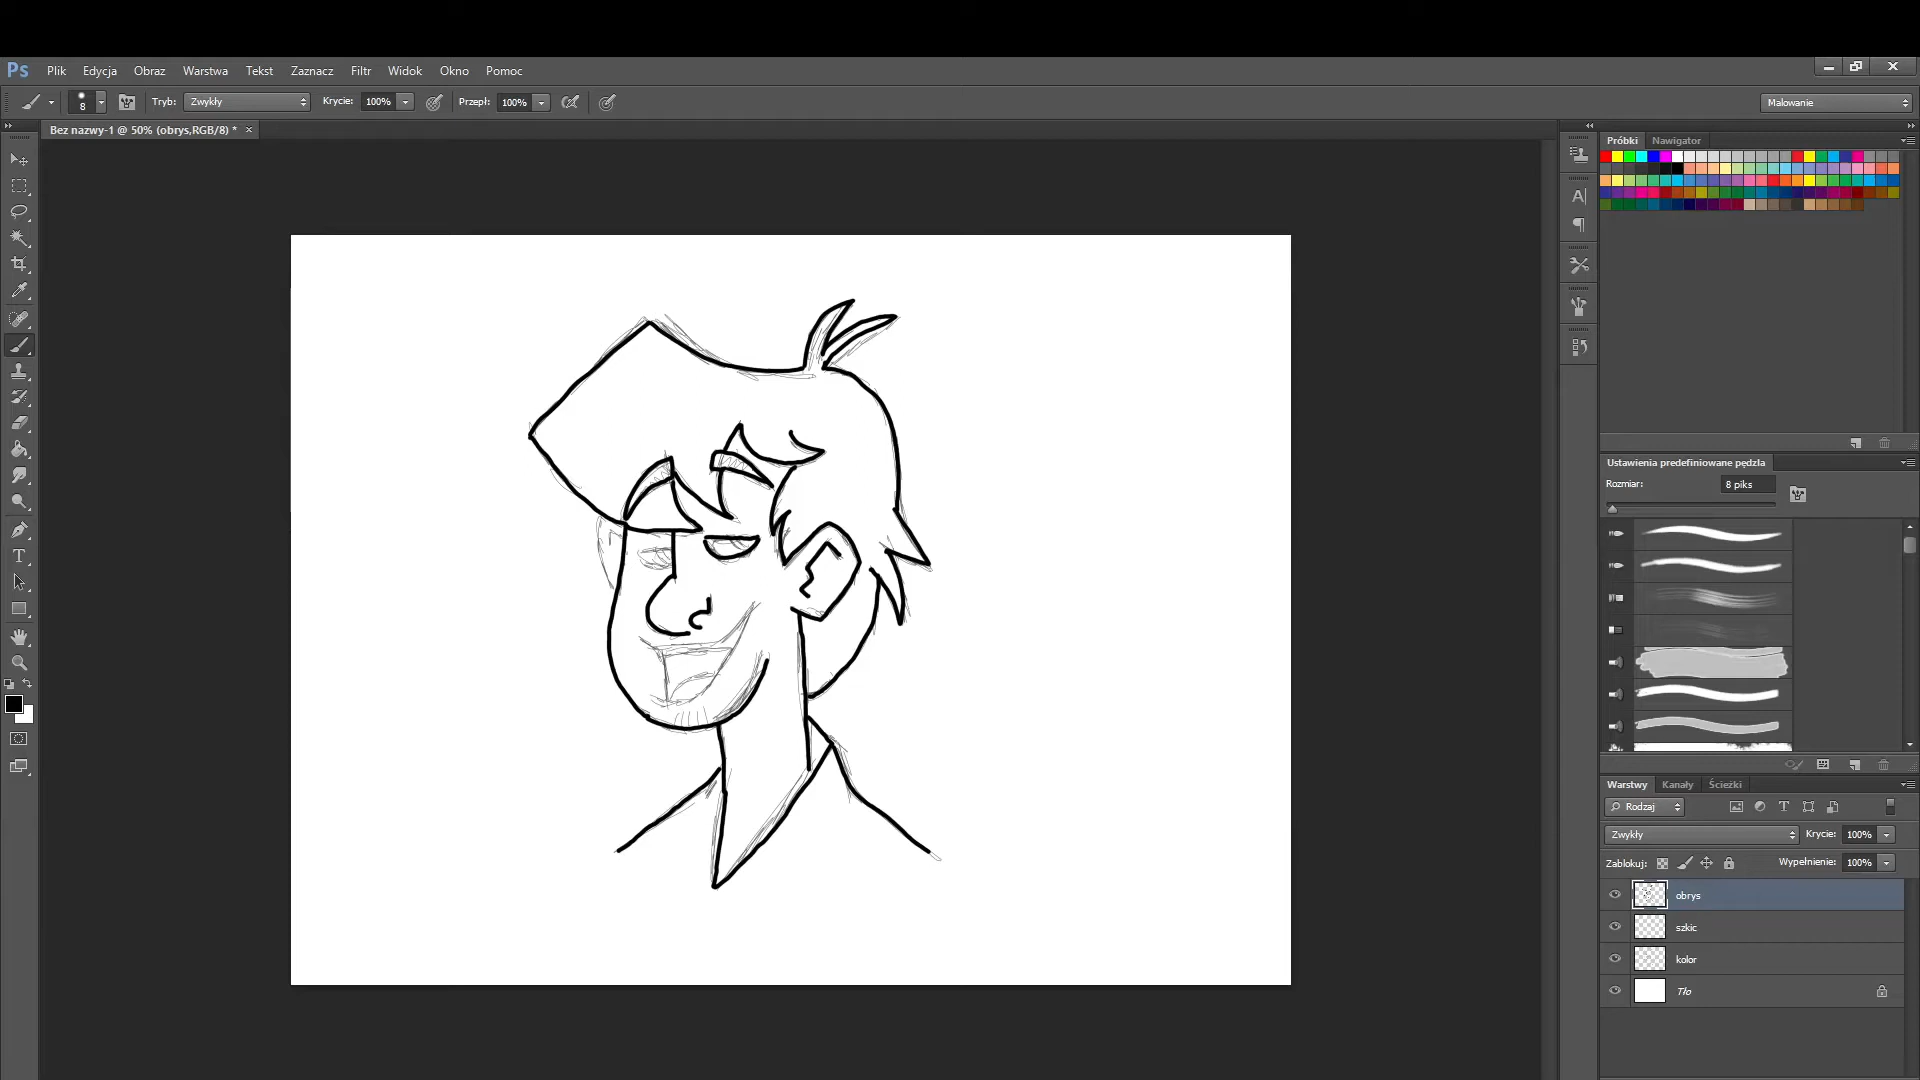 Ps Plik Edycja Obraz Warstwa Tekst Zaznacz Filtr Widok Okno Pomoc
8 Tryb: Zwykły Krycie: 100% Przepł: 100% Malowanie
Bez nazwy-1 @ 50% (obrys,RGB/8) * ×
Próbki Nawigator
Ustawienia predefiniowane pędzla
Rozmiar: 8 piks
Warstwy Kanały Ścieżki
Rodzaj
Zwykły Krycie: 100%
Zablokuj: Wypełnienie: 100%
obrys
szkic
kolor
Tło